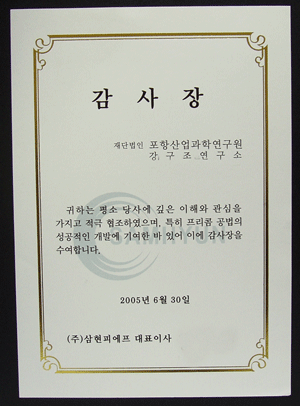 감 사 장
재단법인 포항산업과학연구원
강 구 조 연 구 소
귀하는 평소 당사에 깊은 이해와 관심을
가지고 적극 협조하였으며, 특히 프리콤 공법의
성공적인 개발에 기여한 바 있어 이에 감사장을
수여합니다.
SAMHYUN
2005년 6월 30일
(주)삼현피에프 대표이사